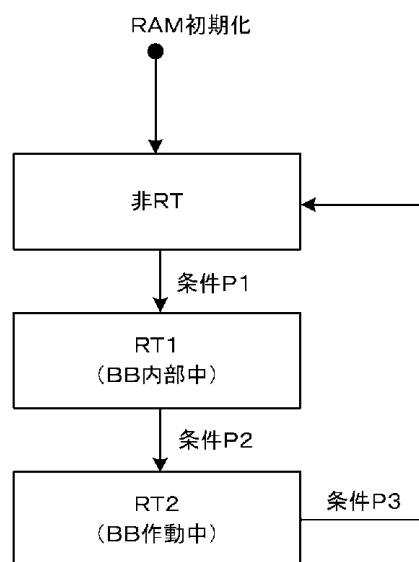 RAM初期化
非RT
条件P1
RT1
(BB内部中)
条件P2
RT2
(BB作動中)
条件P3